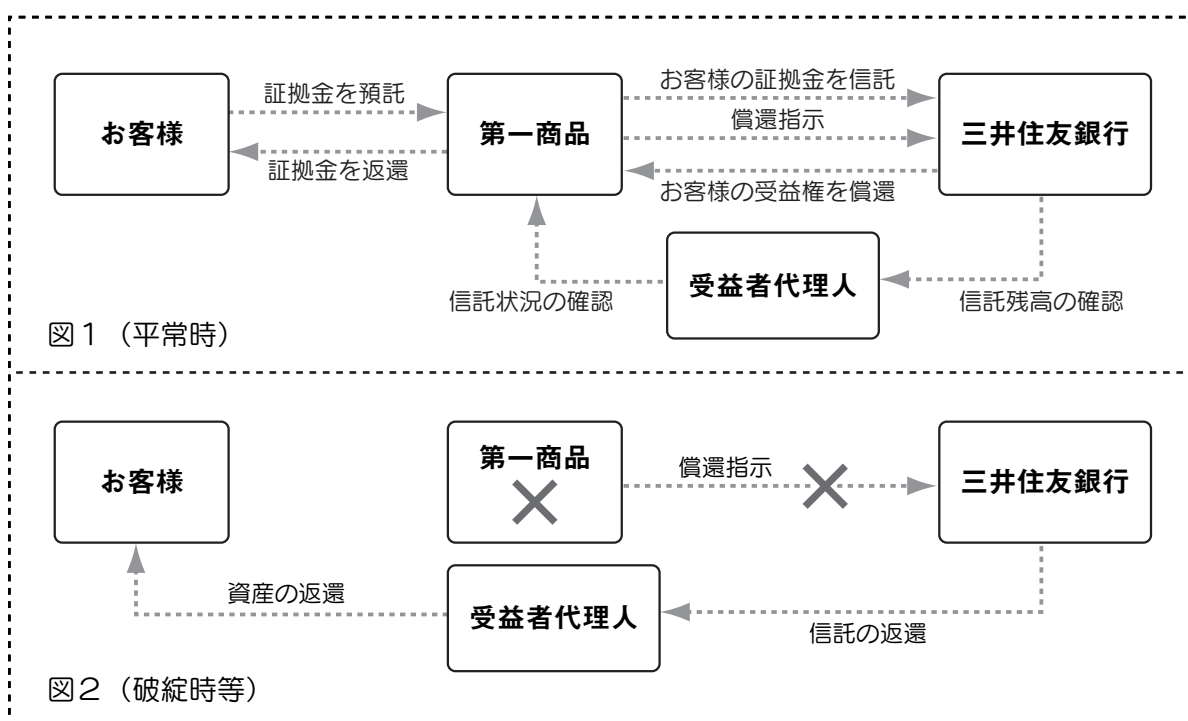 証拠金を預託
お客様の証拠金を信託
償還指示
お客様
第一商品
三井住友銀行
証拠金を返還
お客様の受益権を償還
受益者代理人
信託状況の確認
信託残高の確認
図1（平常時）
お客様
第一商品
償還指示
三井住友銀行
資産の返還
受益者代理人
信託の返還
図2（破綻時等）